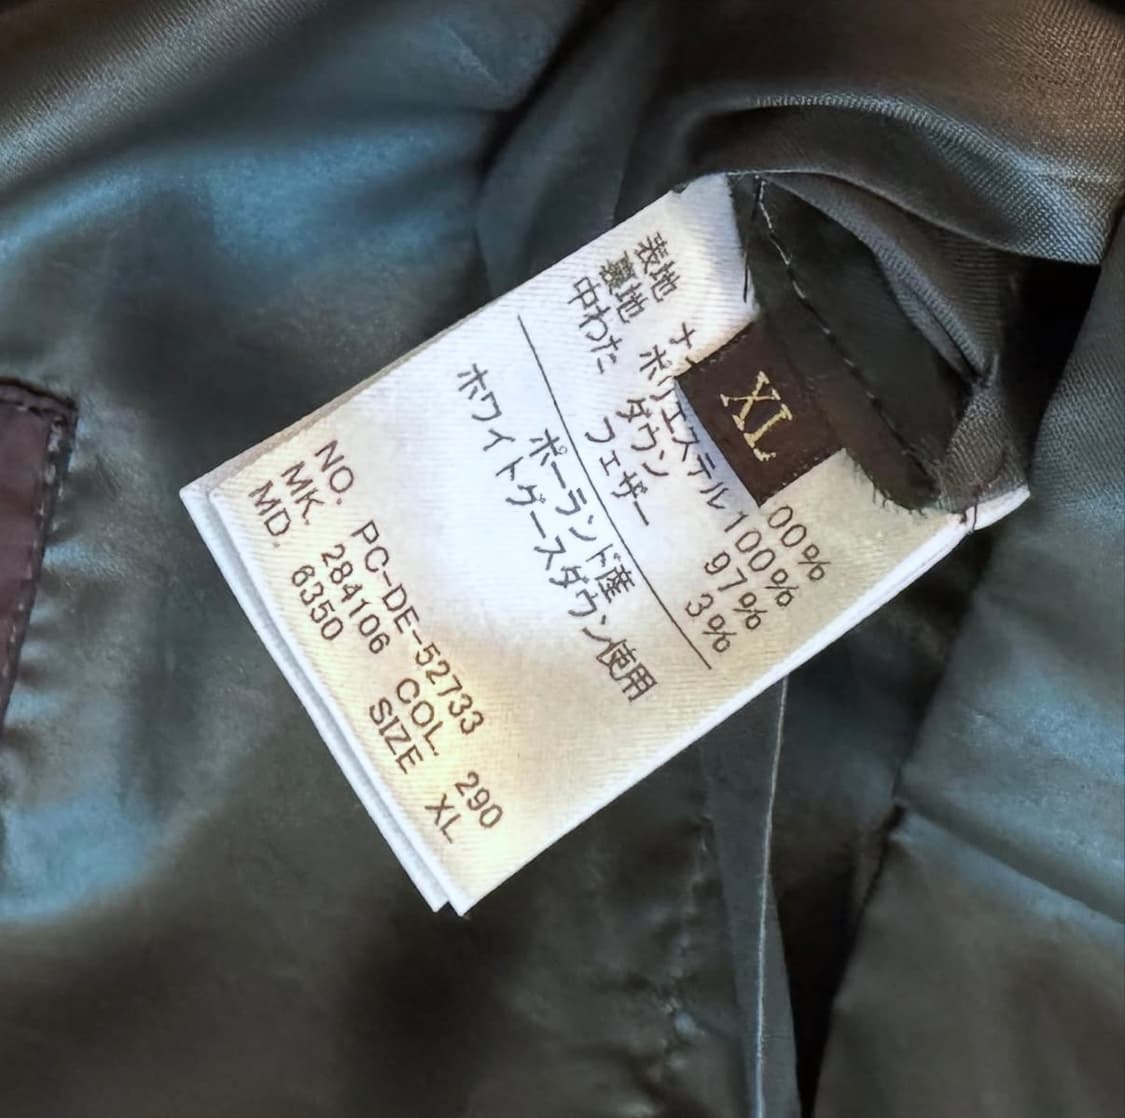 XL
表地 ナ 00%
裏地 ポリエステル 100%
中わた ダウン 97%
フェザー 3%
ポーランド産
ホワイトグースダウン使用
NO. PC-DE-52733 COL. 290
MK. 284106 SIZE XL
MD. 6350